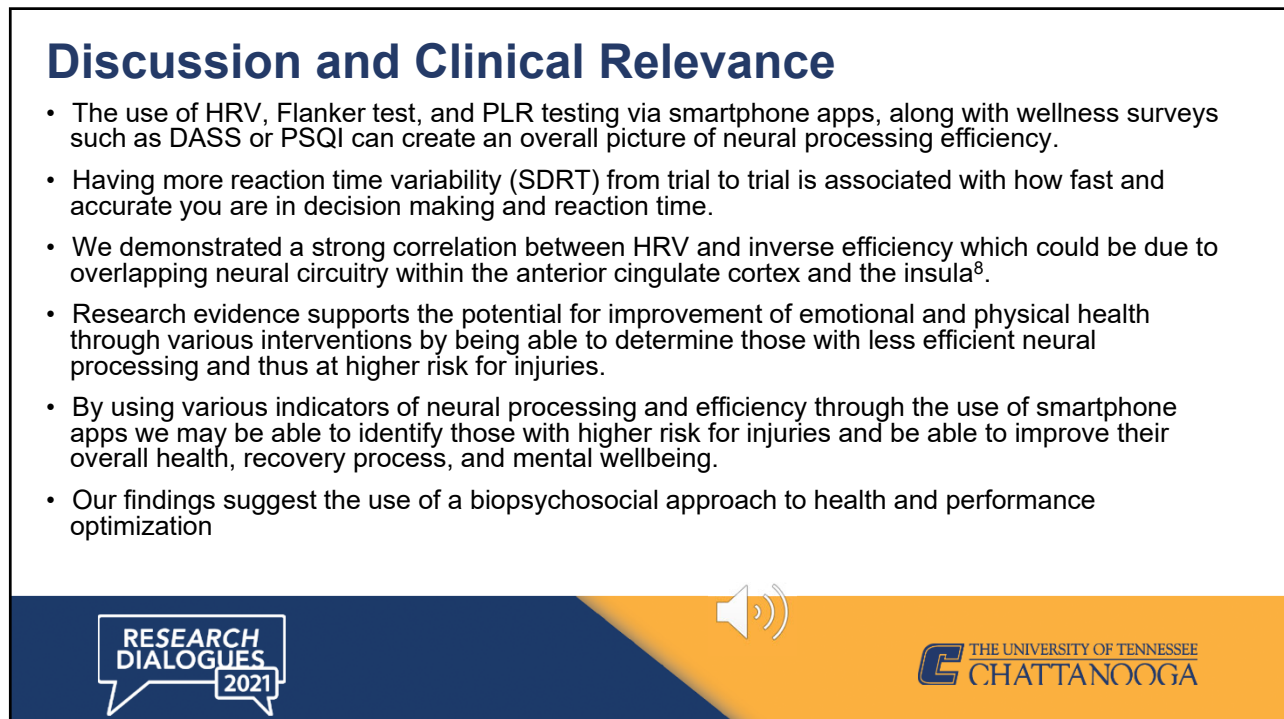 Discussion and Clinical Relevance
• The use of HRV, Flanker test, and PLR testing via smartphone apps, along with wellness surveys
such as DASS or PSQI can create an overall picture of neural processing efficiency.
• Having more reaction time variability (SDRT) from trial to trial is associated with how fast and
accurate you are in decision making and reaction time.
• We demonstrated a strong correlation between HRV and inverse efficiency which could be due to
overlapping neural circuitry within the anterior cingulate cortex and the insula⁸.
• Research evidence supports the potential for improvement of emotional and physical health
through various interventions by being able to determine those with less efficient neural
processing and thus at higher risk for injuries.
• By using various indicators of neural processing and efficiency through the use of smartphone
apps we may be able to identify those with higher risk for injuries and be able to improve their
overall health, recovery process, and mental wellbeing.
• Our findings suggest the use of a biopsychosocial approach to health and performance
optimization
RESEARCH
DIALOGUES
2021
C
THE UNIVERSITY OF TENNESSEE
CHATTANOOGA